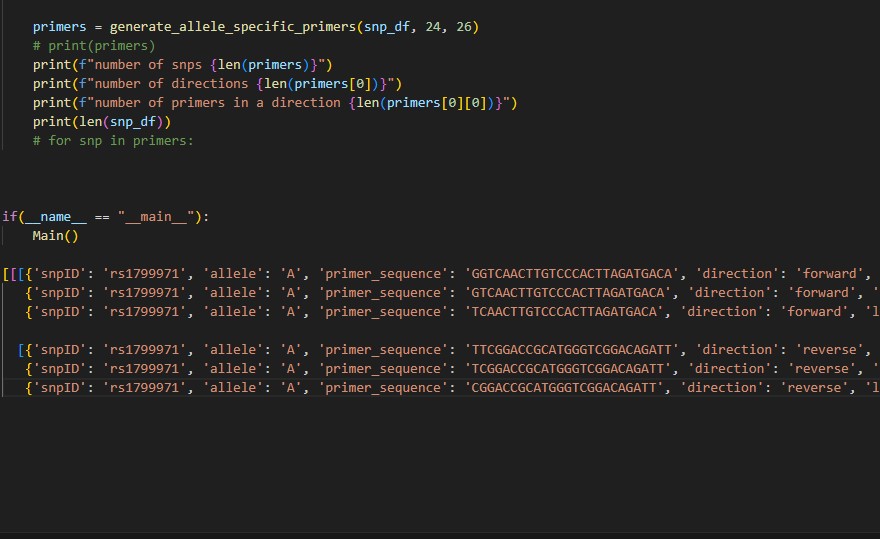 primers = generate_allele_specific_primers(snp_df, 24, 26)
# print(primers)
print(f"number of snps {len(primers)}")
print(f"number of directions {len(primers[0])}")
print(f"number of primers in a direction {len(primers[0][0])}")
print(len(snp_df))
# for snp in primers:
if(__name__ == "__main__"):
Main()
[[[{'snpID': 'rs1799971', 'allele': 'A', 'primer_sequence': 'GGTCAACTTGTCCCACTTAGATGACA', 'direction': 'forward',
{'snpID': 'rs1799971', 'allele': 'A', 'primer_sequence': 'GTCAACTTGTCCCACTTAGATGACA', 'direction': 'forward', '
{'snpID': 'rs1799971', 'allele': 'A', 'primer_sequence': 'TCAACTTGTCCCACTTAGATGACA', 'direction': 'forward', 'l
[{'snpID': 'rs1799971', 'allele': 'A', 'primer_sequence': 'TTCGGACCGCATGGGTCGGACAGATT', 'direction': 'reverse',
{'snpID': 'rs1799971', 'allele': 'A', 'primer_sequence': 'TCGGACCGCATGGGTCGGACAGATT', 'direction': 'reverse', '
{'snpID': 'rs1799971', 'allele': 'A', 'primer_sequence': 'CGGACCGCATGGGTCGGACAGATT', 'direction': 'reverse', 'l